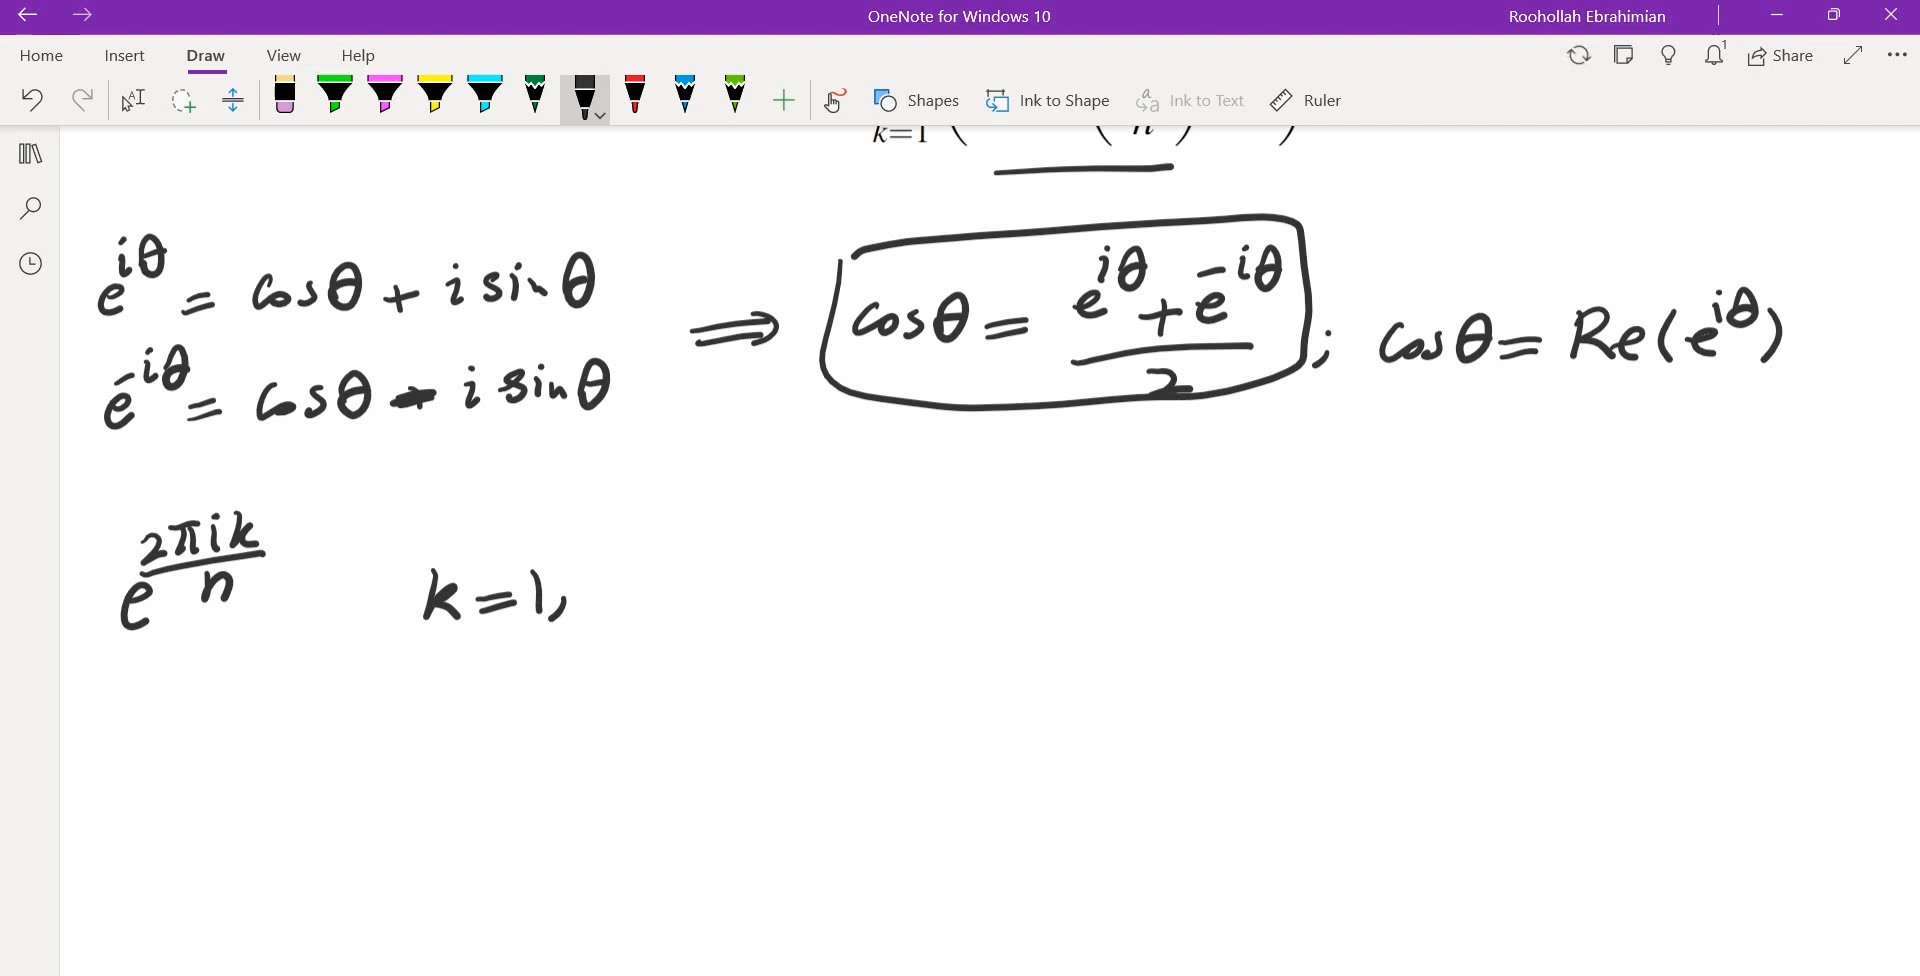 OneNote for Windows 10
Roohollah Ebrahimian
Home Insert Draw View Help
1 Share
Shapes Ink to Shape Ink to Text Ruler
k=1 ( ( n ) )
e^{iθ} = cosθ + i sinθ
e^{-iθ} = cosθ - i sinθ
⟹ cosθ = (e^{iθ} + e^{-iθ})/2 ; cosθ = Re(e^{iθ})
e^{2πik/n} k=1,